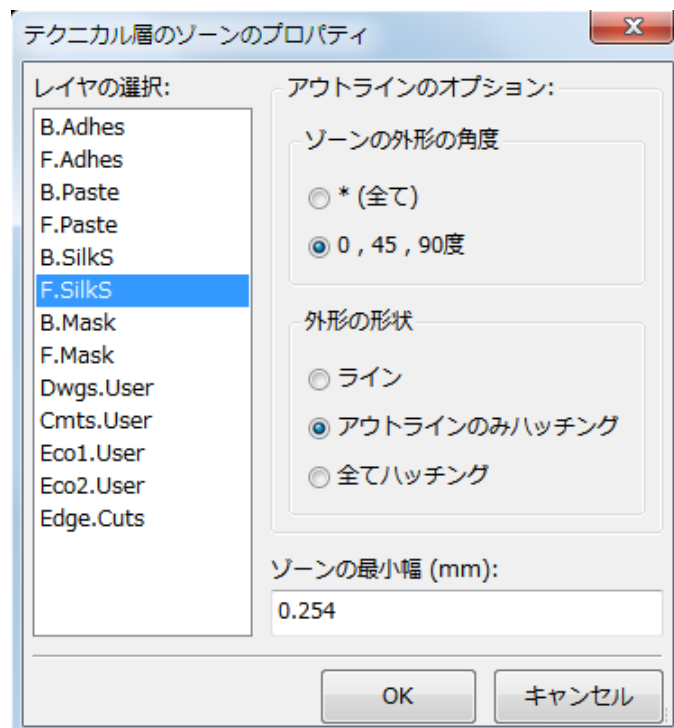 テクニカル層のゾーンのプロパティ
レイヤの選択:
B.Adhes
F.Adhes
B.Paste
F.Paste
B.SilkS
F.SilkS
B.Mask
F.Mask
Dwgs.User
Cmts.User
Eco1.User
Eco2.User
Edge.Cuts
アウトラインのオプション:
ゾーンの外形の角度
* (全て)
0 , 45 , 90度
外形の形状
ライン
アウトラインのみハッチング
全てハッチング
ゾーンの最小幅 (mm):
0.254
OK
キャンセル